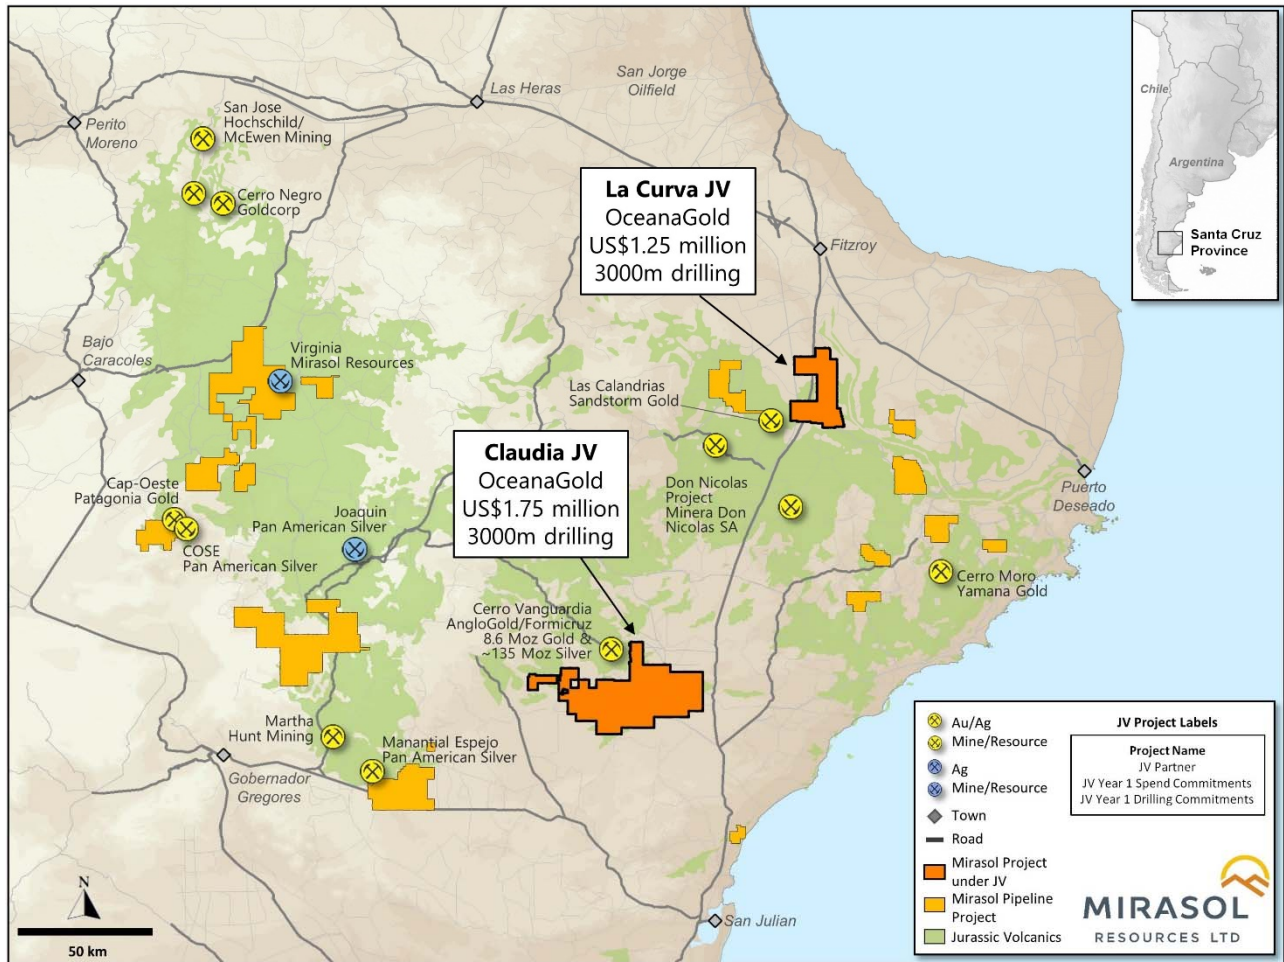 San Jose
Hochschild/
McEwen Mining
Las Heras
San Jorge
Oilfield
Perito
Moreno
Cerro Negro
Goldcorp
La Curva JV
OceanaGold
US$1.25 million
3000m drilling
Fitzroy
Chile
Argentina
Santa Cruz
Province
Bajo
Caracoles
Virginia
Mirasol Resources
Las Calandrias
Sandstorm Gold
Claudia JV
OceanaGold
US$1.75 million
3000m drilling
Cap-Oeste
Patagonia Gold
Joaquin
Pan American Silver
COSE
Pan American Silver
Don Nicolas
Project
Minera Don
Nicolas SA
Puerto
Deseado
Cerro Moro
Yamana Gold
Cerro Vanguardia
AngloGold/Formicruz
8.6 Moz Gold &
~135 Moz Silver
Martha
Hunt Mining
Manantial Espejo
Pan American Silver
Gobernador
Gregores
San Julian
N
50 km
Au/Ag
Mine/Resource
Ag
Mine/Resource
Town
Road
Mirasol Project
under JV
Mirasol Pipeline
Project
Jurassic Volcanics
JV Project Labels
Project Name
JV Partner
JV Year 1 Spend Commitments
JV Year 1 Drilling Commitments
MIRASOL
RESOURCES LTD